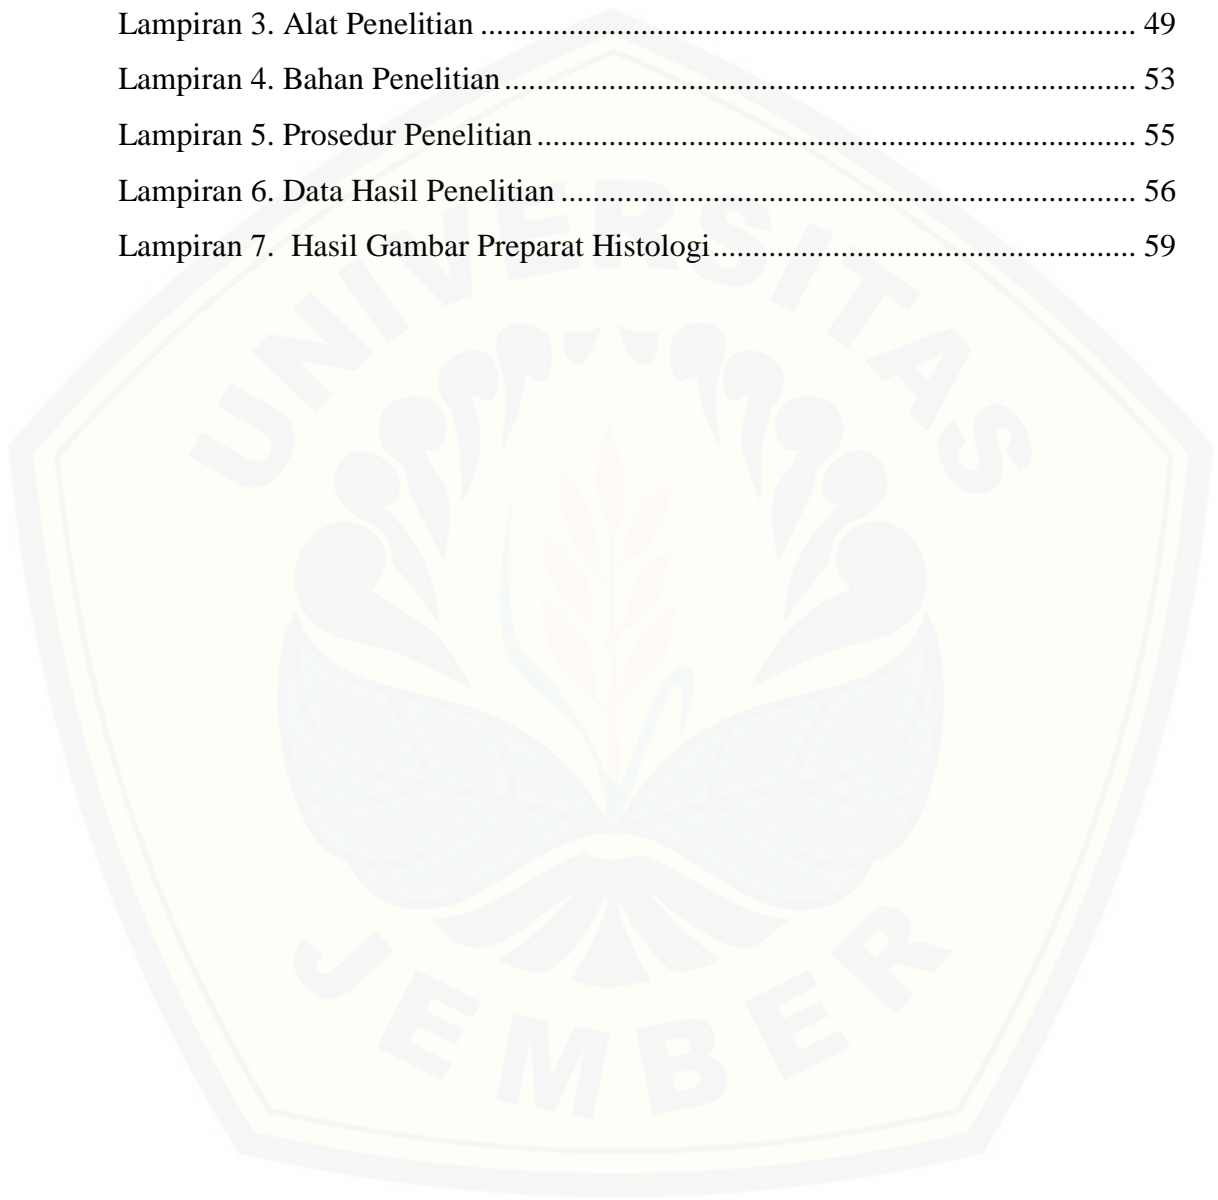 Lampiran 3. Alat Penelitian ................................................................................ 49
Lampiran 4. Bahan Penelitian ............................................................................. 53
Lampiran 5. Prosedur Penelitian ......................................................................... 55
Lampiran 6. Data Hasil Penelitian ...................................................................... 56
Lampiran 7.  Hasil Gambar Preparat Histologi.................................................... 59
UNIVERSITAS
JEMBER